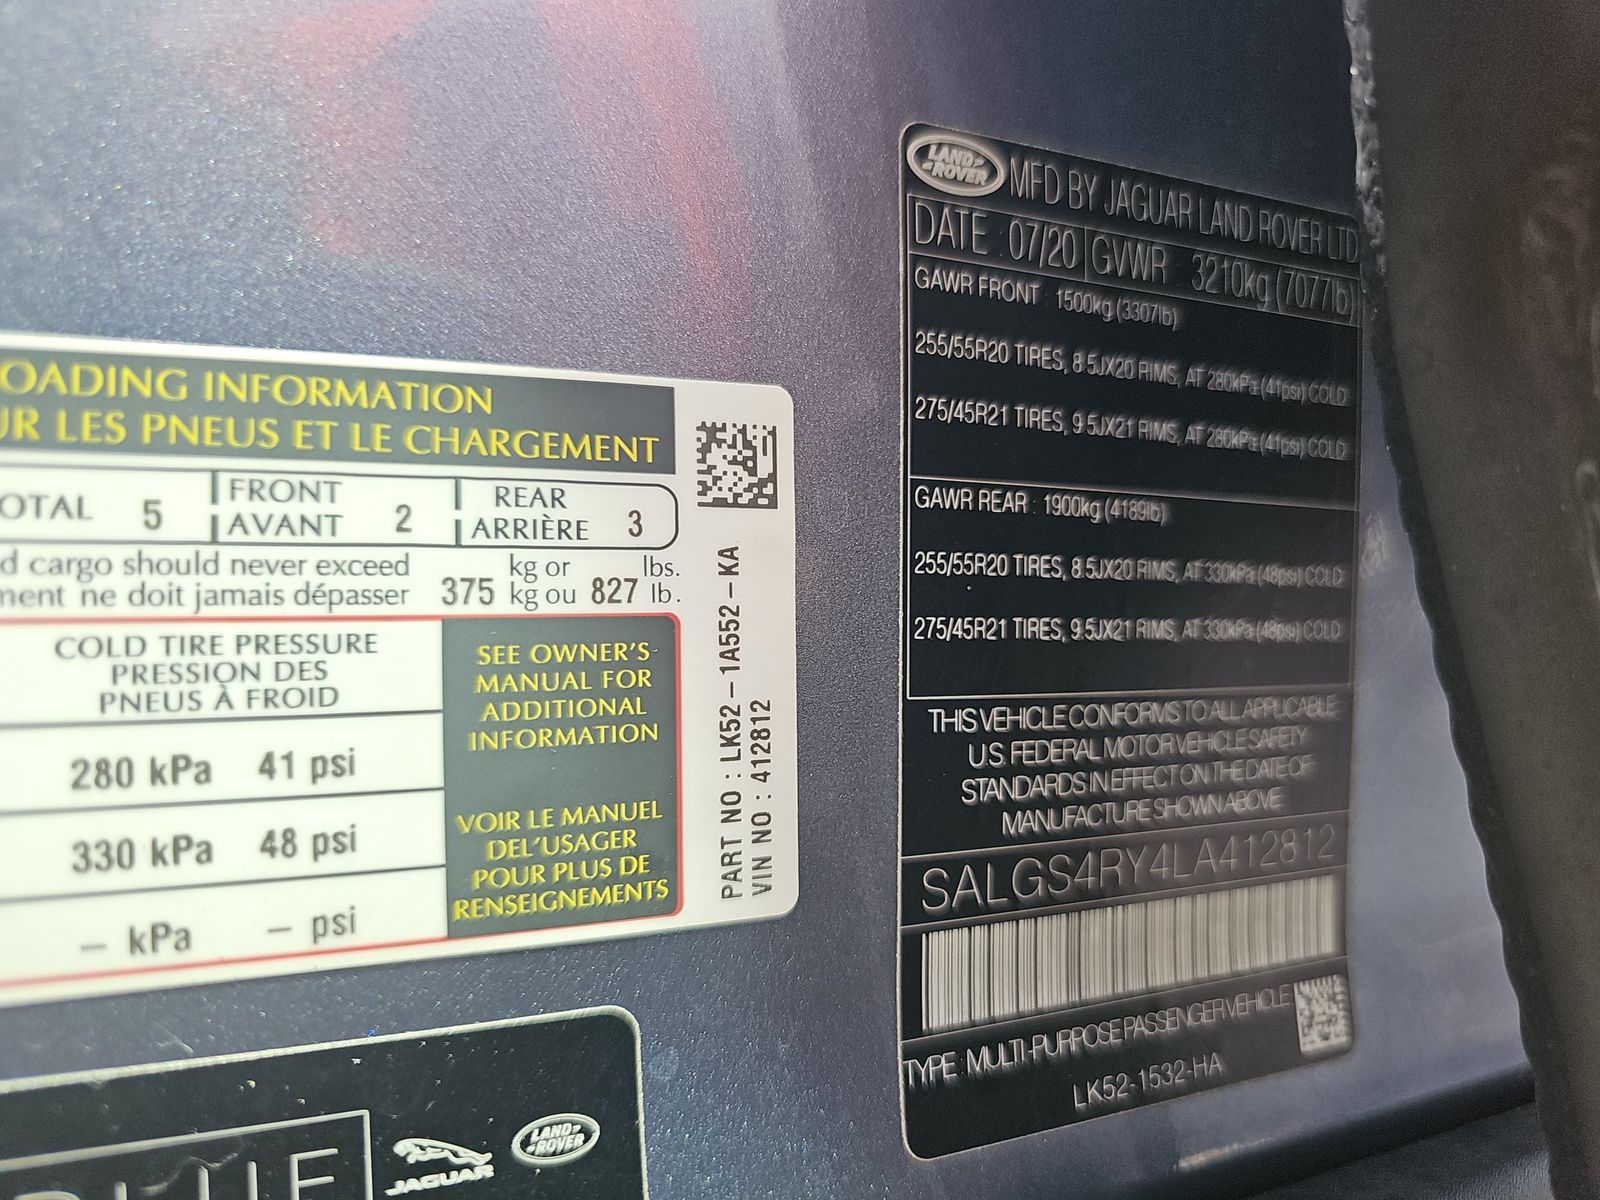 OADING INFORMATION
UR LES PNEUS ET LE CHARGEMENT
OTAL 5 FRONT AVANT 2 REAR ARRIÈRE 3
d cargo should never exceed 375 kg or 827 lbs.
ment ne doit jamais dépasser kg ou lb.
COLD TIRE PRESSURE
PRESSION DES
PNEUS À FROID
280 kPa 41 psi
330 kPa 48 psi
– kPa – psi
SEE OWNER'S
MANUAL FOR
ADDITIONAL
INFORMATION
VOIR LE MANUEL
DEL'USAGER
POUR PLUS DE
RENSEIGNEMENTS
PART NO : LK52-1A552-KA
VIN NO : 412812
JAGUAR
LAND ROVER
LAND ROVER
MFD BY JAGUAR LAND ROVER LTD
DATE 07/20 GVWR 3210kg (7077lb)
GAWR FRONT 1500kg (3307lb)
255/55R20 TIRES, 8.5JX20 RIMS, AT 280kPa (41psi) COLD
275/45R21 TIRES, 9.5JX21 RIMS, AT 280kPa (41psi) COLD
GAWR REAR : 1900kg (4189lb)
255/55R20 TIRES, 8.5JX20 RIMS, AT 330kPa (48psi) COLD
275/45R21 TIRES, 9.5JX21 RIMS, AT 330kPa (48psi) COLD
THIS VEHICLE CONFORMS TO ALL APPLICABLE
U.S. FEDERAL MOTOR VEHICLE SAFETY
STANDARDS IN EFFECT ON THE DATE OF
MANUFACTURE SHOWN ABOVE
SALGS4RY4LA412812
TYPE : MULTI-PURPOSE PASSENGER VEHICLE
LK52-1532-HA